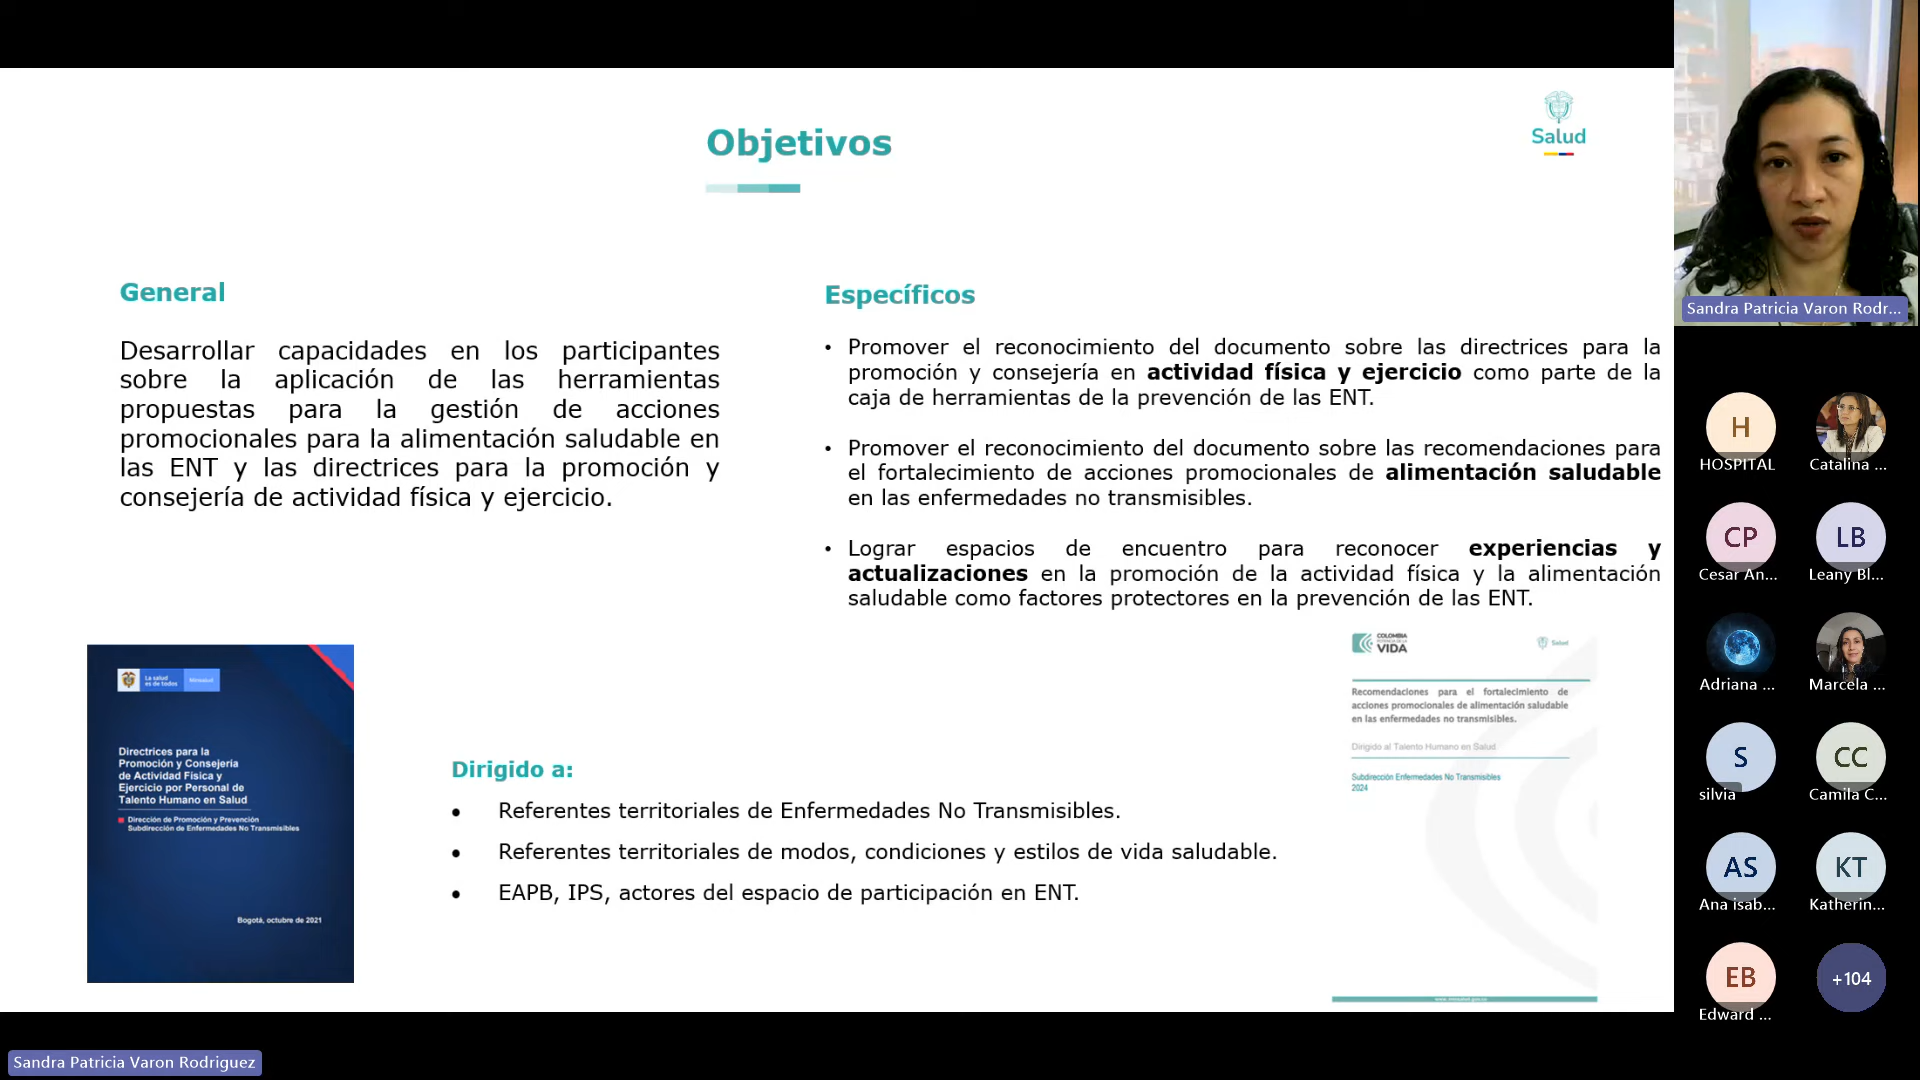 Objetivos
Salud
General
Desarrollar capacidades en los participantes
sobre la aplicación de las herramientas
propuestas para la gestión de acciones
promocionales para la alimentación saludable en
las ENT y las directrices para la promoción y
consejería de actividad física y ejercicio.
Específicos
• Promover el reconocimiento del documento sobre las directrices para la
promoción y consejería en actividad física y ejercicio como parte de la
caja de herramientas de la prevención de las ENT.
• Promover el reconocimiento del documento sobre las recomendaciones para
el fortalecimiento de acciones promocionales de alimentación saludable
en las enfermedades no transmisibles.
• Lograr espacios de encuentro para reconocer experiencias y
actualizaciones en la promoción de la actividad física y la alimentación
saludable como factores protectores en la prevención de las ENT.
La salud
es de todos
Minsalud
Directrices para la
Promoción y Consejería
de Actividad Física y
Ejercicio por Personal de
Talento Humano en Salud
Dirección de Promoción y Prevención
Subdirección de Enfermedades No Transmisibles
Bogotá, octubre de 2021
Dirigido a:
• Referentes territoriales de Enfermedades No Transmisibles.
• Referentes territoriales de modos, condiciones y estilos de vida saludable.
• EAPB, IPS, actores del espacio de participación en ENT.
COLOMBIA
POTENCIA DE LA
VIDA
Salud
Recomendaciones para el fortalecimiento de
acciones promocionales de alimentación saludable
en las enfermedades no transmisibles.
Dirigido al Talento Humano en Salud
Subdirección Enfermedades No Transmisibles
2024
www.minsalud.gov.co
Sandra Patricia Varon Rodr...
H
HOSPITAL
Catalina ...
CP
Cesar An...
LB
Leany Bl...
Adriana ...
Marcela ...
S
silvia
CC
Camila C...
AS
Ana isab...
KT
Katherin...
EB
Edward ...
+104
Sandra Patricia Varon Rodriguez